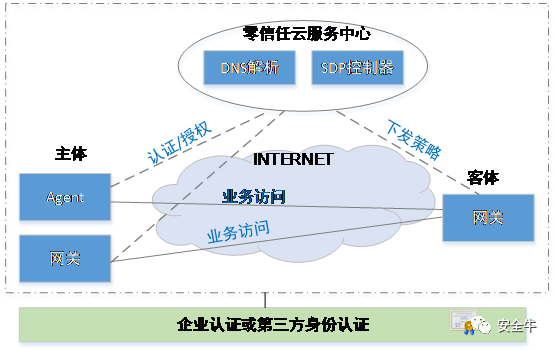 零信任云服务中心
DNS解析
SDP控制器
认证/授权
下发策略
INTERNET
主体
客体
Agent
业务访问
网关
业务访问
网关
企业认证或第三方身份认证
安全牛